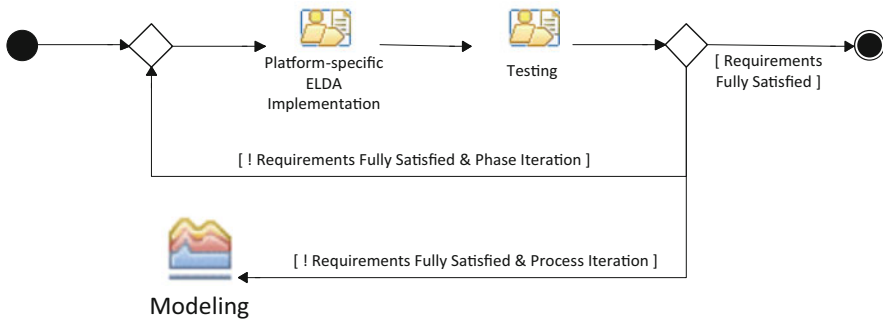 Platform-specific
ELDA
Implementation
Testing
[ Requirements
Fully Satisfied ]
[ ! Requirements Fully Satisfied & Phase Iteration ]
[ ! Requirements Fully Satisfied & Process Iteration ]
Modeling